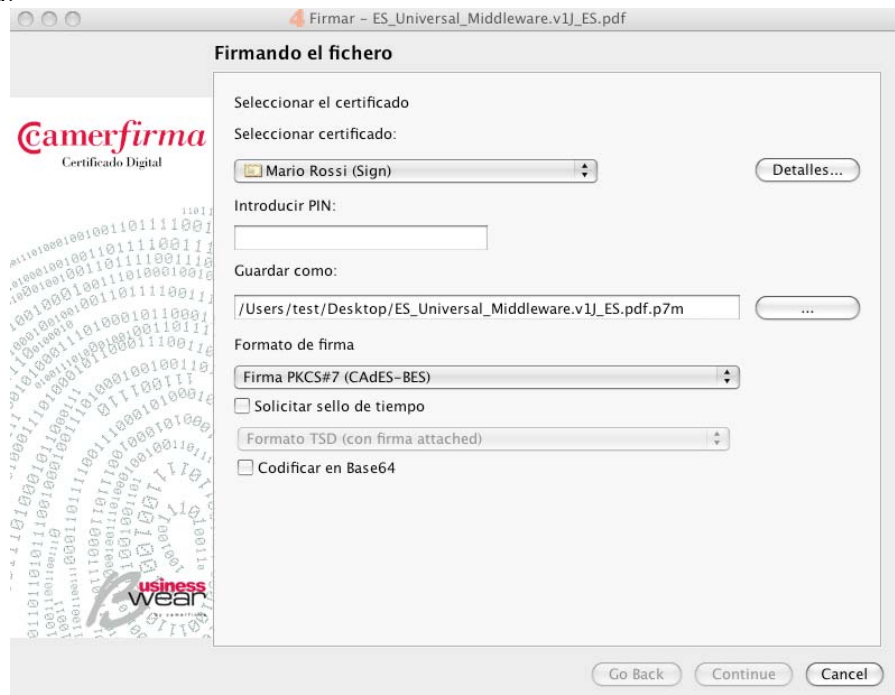 Firmar – ES_Universal_Middleware.v1J_ES.pdf
Firmando el fichero
Camerfirma
Certificado Digital
Seleccionar el certificado
Seleccionar certificado:
Mario Rossi (Sign)
Detalles...
Introducir PIN:
Guardar como:
/Users/test/Desktop/ES_Universal_Middleware.v1J_ES.pdf.p7m
...
Formato de firma
Firma PKCS#7 (CAdES-BES)
Solicitar sello de tiempo
Formato TSD (con firma attached)
Codificar en Base64
Business
Wear
by camerfirma
Go Back
Continue
Cancel